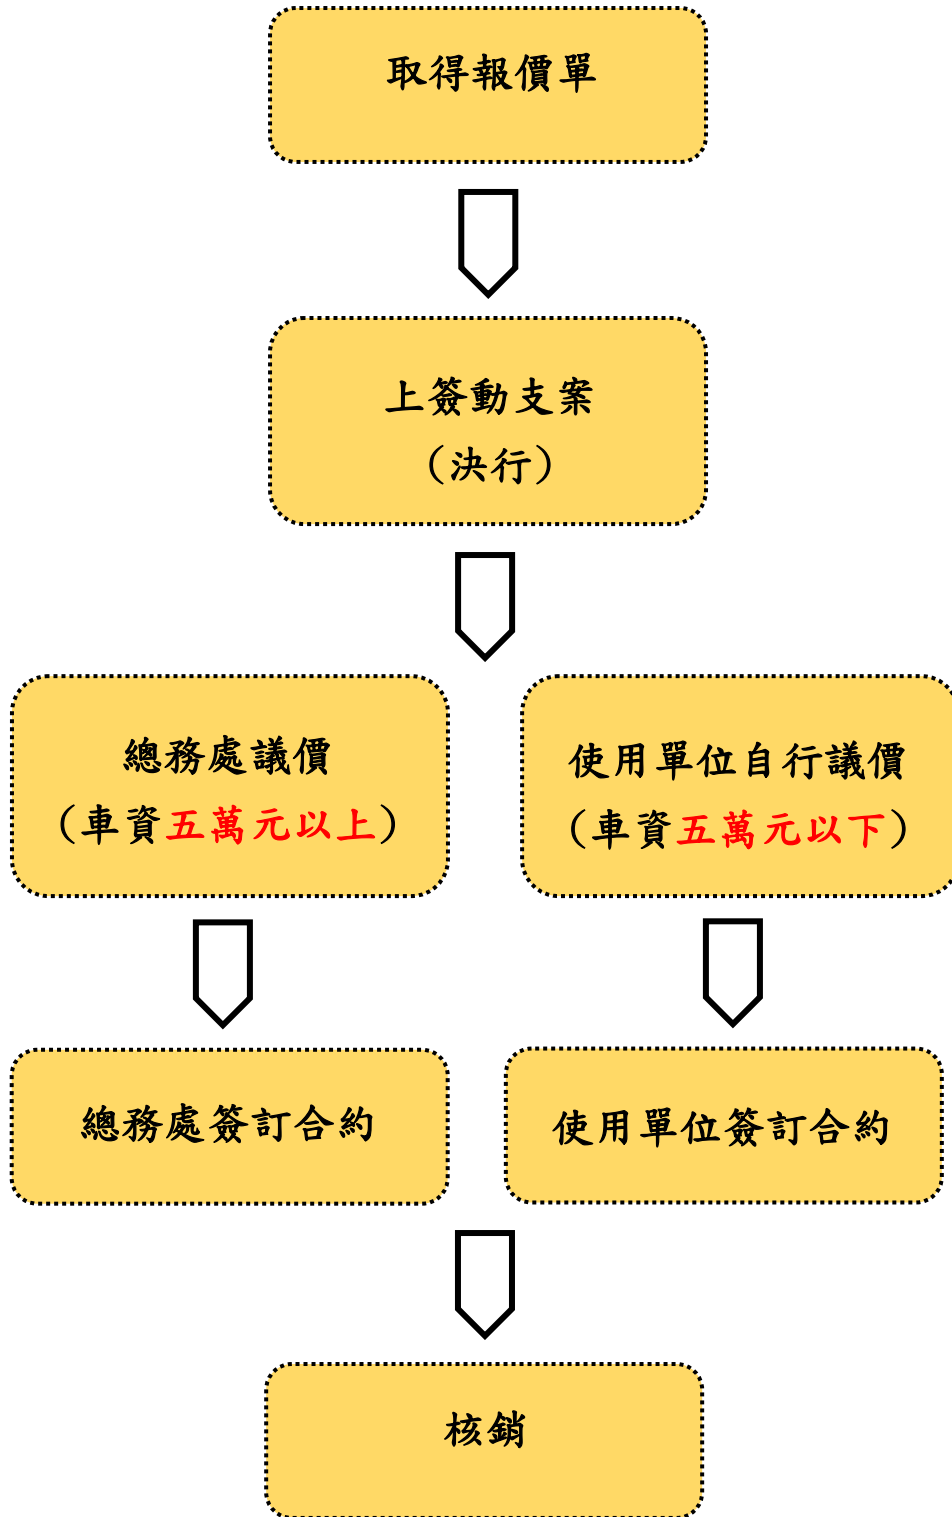 取得報價單
上簽動支案
（決行）
總務處議價
（車資五萬元以上）
使用單位自行議價
（車資五萬元以下）
總務處簽訂合約
使用單位簽訂合約
核銷